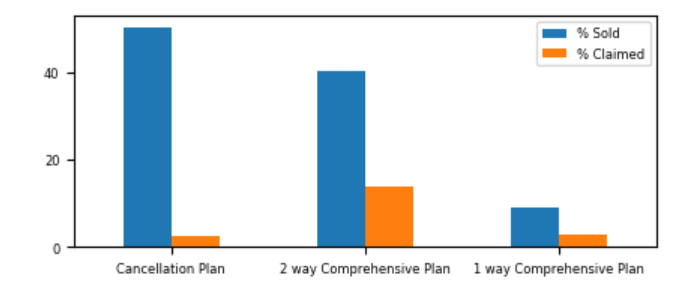 % Sold
% Claimed
40
20
0
Cancellation Plan
2 way Comprehensive Plan
1 way Comprehensive Plan